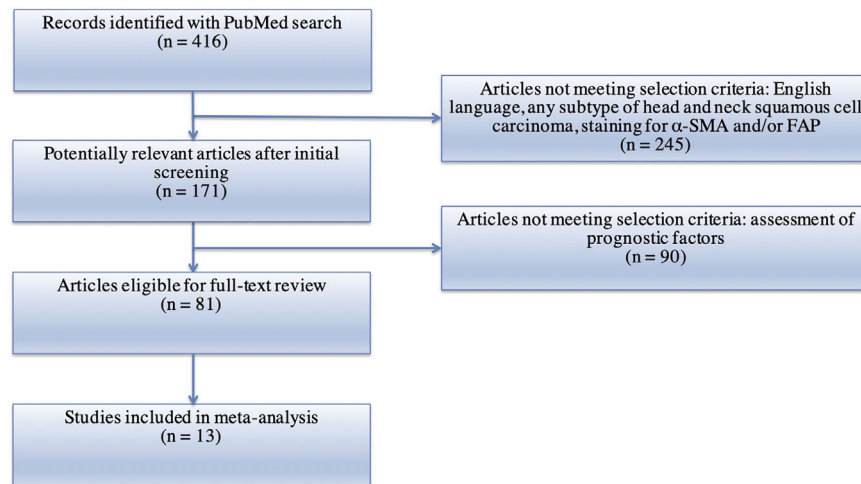 Records identified with PubMed search
(n = 416)
Articles not meeting selection criteria: English
language, any subtype of head and neck squamous cell
carcinoma, staining for α-SMA and/or FAP
(n = 245)
Potentially relevant articles after initial
screening
(n = 171)
Articles not meeting selection criteria: assessment of
prognostic factors
(n = 90)
Articles eligible for full-text review
(n = 81)
Studies included in meta-analysis
(n = 13)